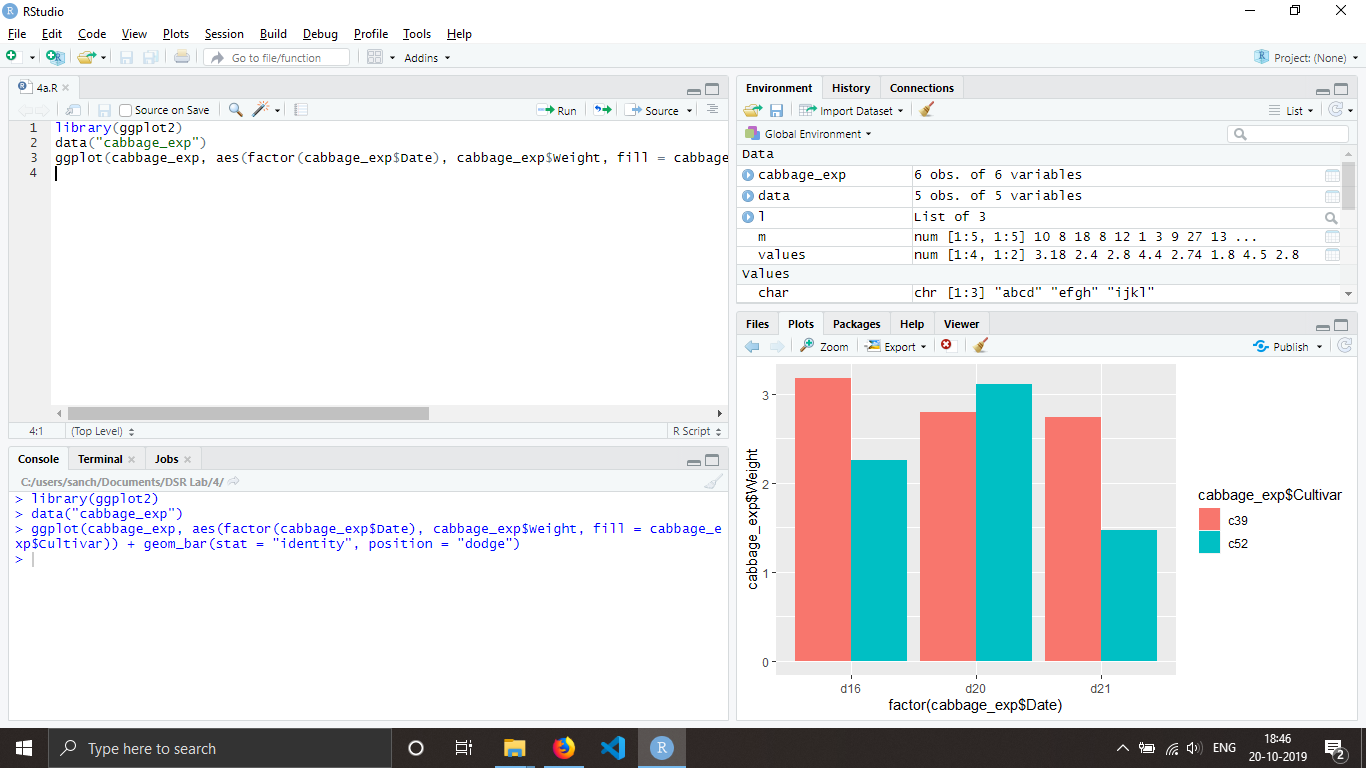 RStudio
File Edit Code View Plots Session Build Debug Profile Tools Help
Go to file/function Addins Project: (None)
4a.R
Source on Save Run Source
1 library(ggplot2)
2 data("cabbage_exp")
3 ggplot(cabbage_exp, aes(factor(cabbage_exp$Date), cabbage_exp$Weight, fill = cabbage
4
4:1 (Top Level) R Script
Console Terminal Jobs
C:/users/sanch/Documents/DSR Lab/4/
> library(ggplot2)
> data("cabbage_exp")
> ggplot(cabbage_exp, aes(factor(cabbage_exp$Date), cabbage_exp$Weight, fill = cabbage_e
xp$Cultivar)) + geom_bar(stat = "identity", position = "dodge")
>
Environment History Connections
Import Dataset List
Global Environment
Data
cabbage_exp 6 obs. of 6 variables
data 5 obs. of 5 variables
l List of 3
m num [1:5, 1:5] 10 8 18 8 12 1 3 9 27 13 ...
values num [1:4, 1:2] 3.18 2.4 2.8 4.4 2.74 1.8 4.5 2.8
Values
char chr [1:3] "abcd" "efgh" "ijkl"
Files Plots Packages Help Viewer
Zoom Export Publish
cabbage_exp$Weight
3
2
1
0
d16 d20 d21
factor(cabbage_exp$Date)
cabbage_exp$Cultivar
c39
c52
Type here to search
ENG
18:46
20-10-2019
2